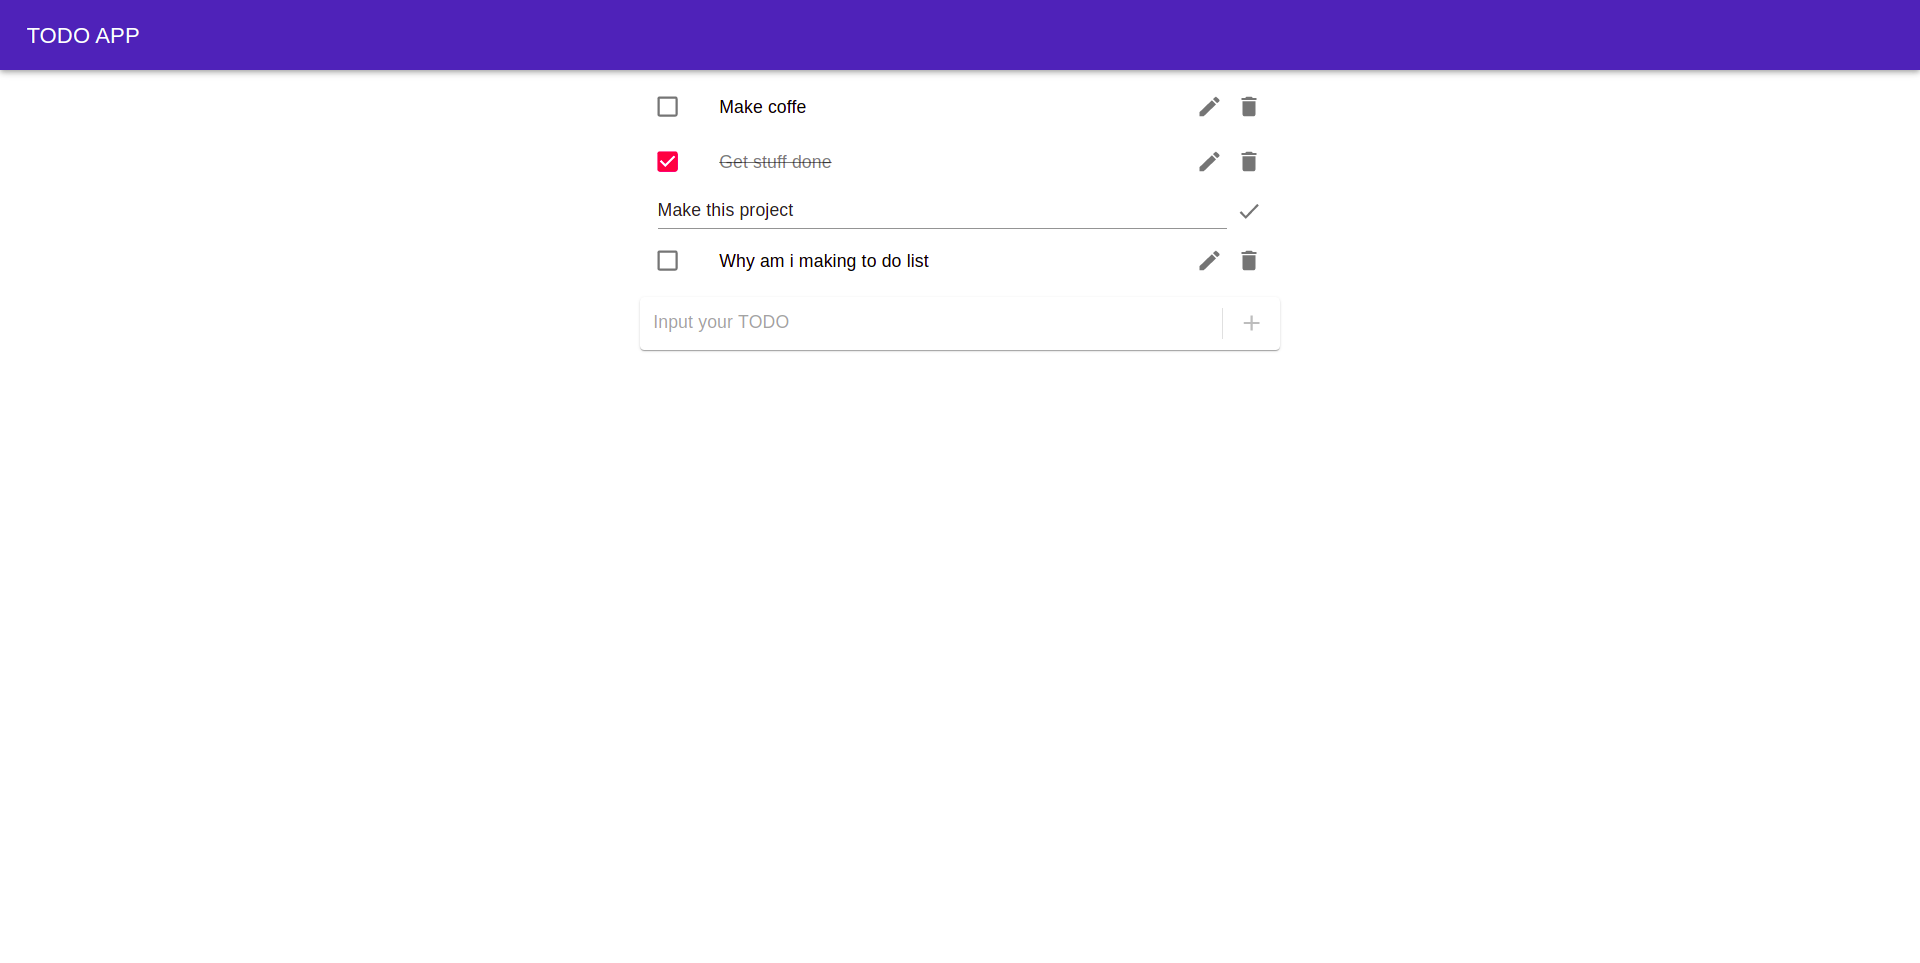 TODO APP
Make coffe
Get stuff done
Make this project
Why am i making to do list
Input your TODO